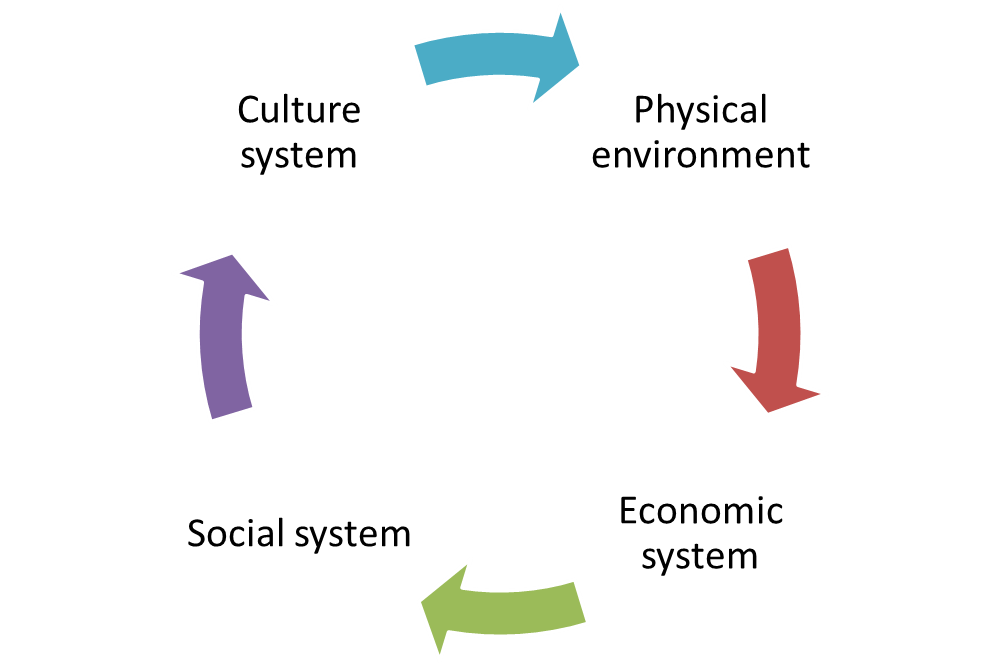 Culture
system
Physical
environment
Economic
system
Social system